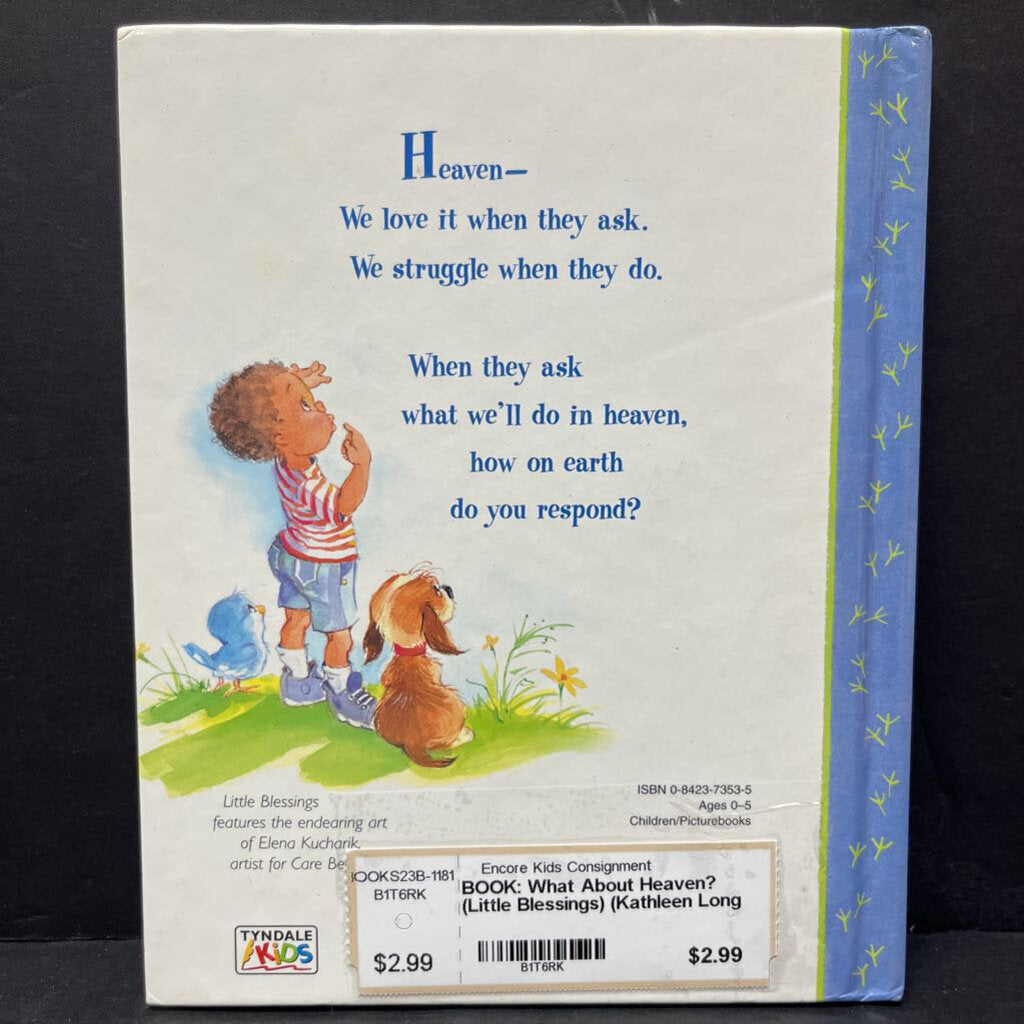 Heaven—
We love it when they ask.
We struggle when they do.
When they ask
what we'll do in heaven,
how on earth
do you respond?
Little Blessings
features the endearing art
of Elena Kucharik,
artist for Care
ISBN 0-8423-7353-5
Ages 0–5
Children/Picturebooks
TYNDALE
KiDS
BOOKS23B-1181
B1T6RK
$2.99
Encore Kids Consignment
BOOK: What About Heaven?
(Little Blessings) (Kathleen Long
B1T6RK
$2.99